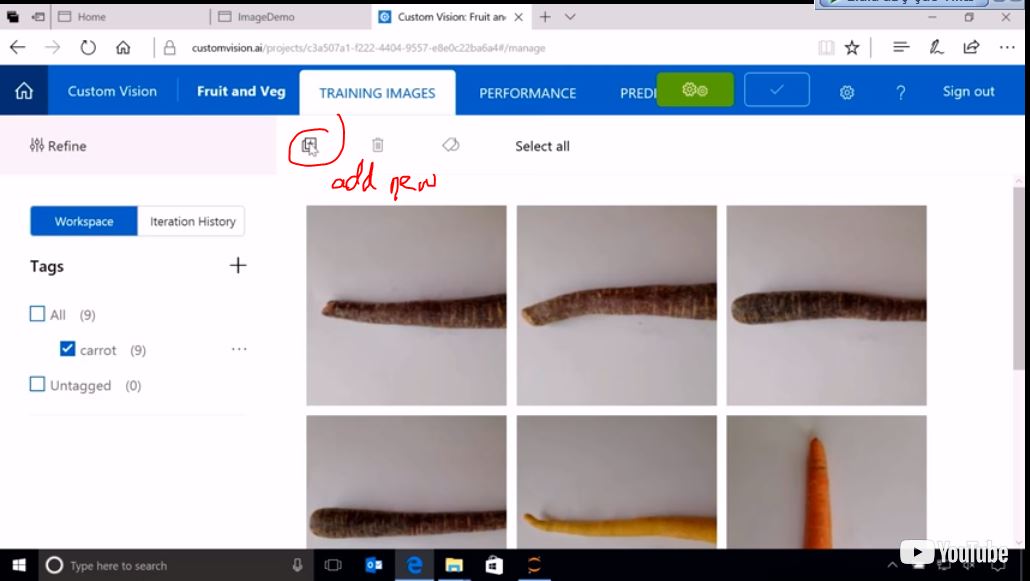 Home
ImageDemo
Custom Vision: Fruit an
customvision.ai/projects/c3a507a1-f222-4404-9557-e8e0c22ba6a4#/manage
Custom Vision
Fruit and Veg
TRAINING IMAGES
PERFORMANCE
PREDI
?
Sign out
Refine
Select all
add new
Workspace
Iteration History
Tags
All (9)
carrot (9)
Untagged (0)
Type here to search
YouTube